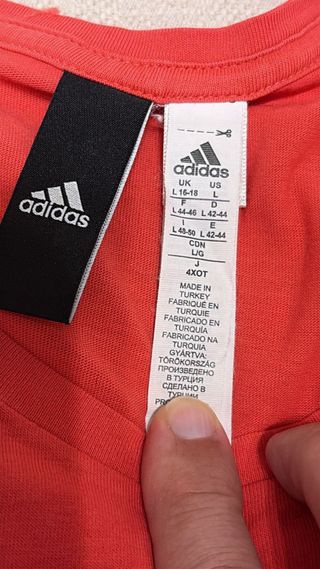 adidas
adidas
UK US
L 16-18 L
F D
L 44-46 L 42-44
I E
L 48-50 L 42-44
CDN
L/G
J
4XOT
MADE IN
TURKEY
FABRIQUÉ EN
TURQUIE
FABRICADO EN
TURQUÍA
FABRICADO NA
TURQUIA
GYÁRTVA:
TÖRÖKORSZÁG
ПРОИЗВЕДЕНО
В ТУРЦИЯ
СДЕЛАНО В
ТУРЦИИ